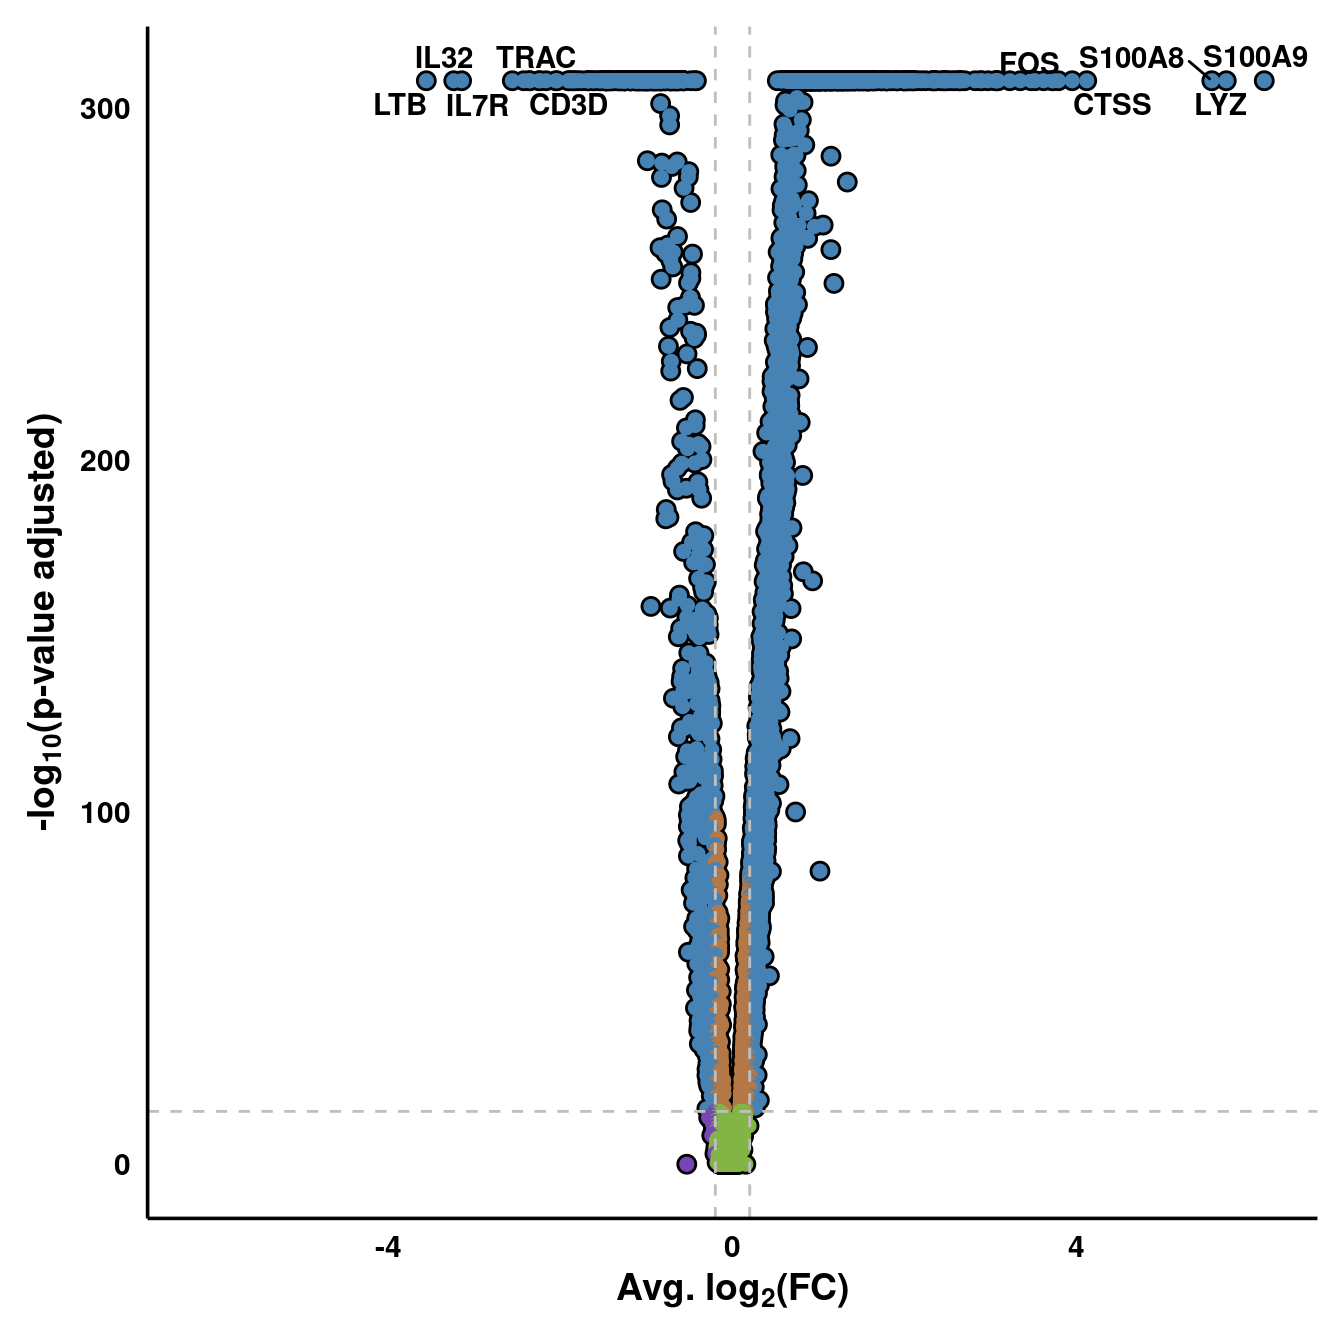 IL32 TRAC FOS S100A8 S100A9
LTB IL7R CD3D CTSS LYZ
300
200
100
0
-log10(p-value adjusted)
-4 0 4
Avg. log2(FC)